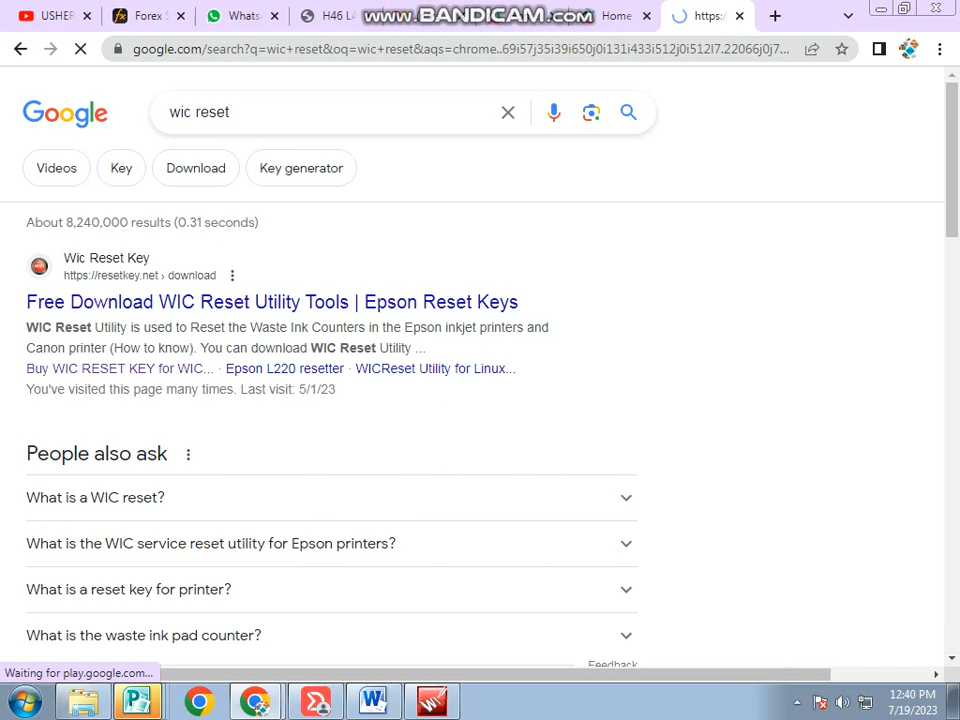 USHER
Forex S
Whats
H46 L
www.BANDICAM.com
Home
https:/
google.com/search?q=wic+reset&oq=wic+reset&aqs=chrome..69i57j35i39i650j0i131i433i512j0i512l7.22066j0j7...
Google
wic reset
Videos
Key
Download
Key generator
About 8,240,000 results (0.31 seconds)
Wic Reset Key
https://resetkey.net › download
Free Download WIC Reset Utility Tools | Epson Reset Keys
WIC Reset Utility is used to Reset the Waste Ink Counters in the Epson inkjet printers and
Canon printer (How to know). You can download WIC Reset Utility ...
Buy WIC RESET KEY for WIC... · Epson L220 resetter · WICReset Utility for Linux...
You've visited this page many times. Last visit: 5/1/23
People also ask
What is a WIC reset?
What is the WIC service reset utility for Epson printers?
What is a reset key for printer?
What is the waste ink pad counter?
Feedback
Waiting for play.google.com...
12:40 PM
7/19/2023